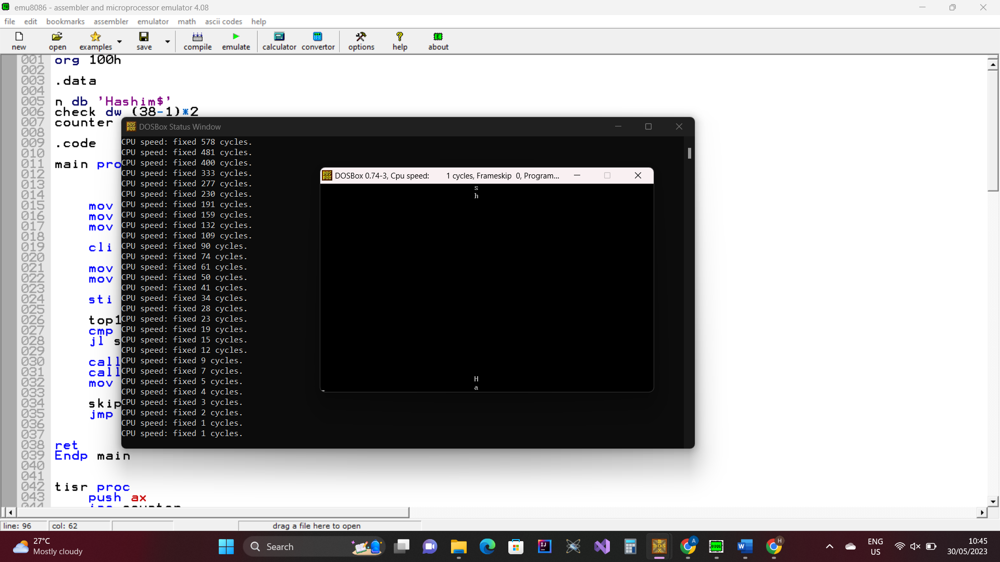 emu8086 - assembler and microprocessor emulator 4.08
file edit bookmarks assembler emulator math ascii codes help
new open examples save compile emulate calculator convertor options help about
001 org 100h
002
003 .data
004
005 n db 'Hashim$'
006 check dw (38-1)*2
007 counter
008
009 .code
010
011 main pro
012
013
014
015 mov
016 mov
017 mov
018
019 cli
020
021 mov
022 mov
023
024 sti
025
026 top1
027 cmp
028 jl s
029
030 call
031 call
032 mov
033
034 skip
035 jmp
036
037
038 ret
039 Endp main
040
041
042 tisr proc
043 push ax
044 inc counter
DOSBox Status Window
CPU speed: fixed 578 cycles.
CPU speed: fixed 481 cycles.
CPU speed: fixed 400 cycles.
CPU speed: fixed 333 cycles.
CPU speed: fixed 277 cycles.
CPU speed: fixed 230 cycles.
CPU speed: fixed 191 cycles.
CPU speed: fixed 159 cycles.
CPU speed: fixed 132 cycles.
CPU speed: fixed 109 cycles.
CPU speed: fixed 90 cycles.
CPU speed: fixed 74 cycles.
CPU speed: fixed 61 cycles.
CPU speed: fixed 50 cycles.
CPU speed: fixed 41 cycles.
CPU speed: fixed 34 cycles.
CPU speed: fixed 28 cycles.
CPU speed: fixed 23 cycles.
CPU speed: fixed 19 cycles.
CPU speed: fixed 15 cycles.
CPU speed: fixed 12 cycles.
CPU speed: fixed 9 cycles.
CPU speed: fixed 7 cycles.
CPU speed: fixed 5 cycles.
CPU speed: fixed 4 cycles.
CPU speed: fixed 3 cycles.
CPU speed: fixed 2 cycles.
CPU speed: fixed 1 cycles.
CPU speed: fixed 1 cycles.
DOSBox 0.74-3, Cpu speed: 1 cycles, Frameskip 0, Program...
s
h
H
a
line: 96 col: 62 drag a file here to open
27°C
Mostly cloudy
Search
ENG
US
10:45
30/05/2023